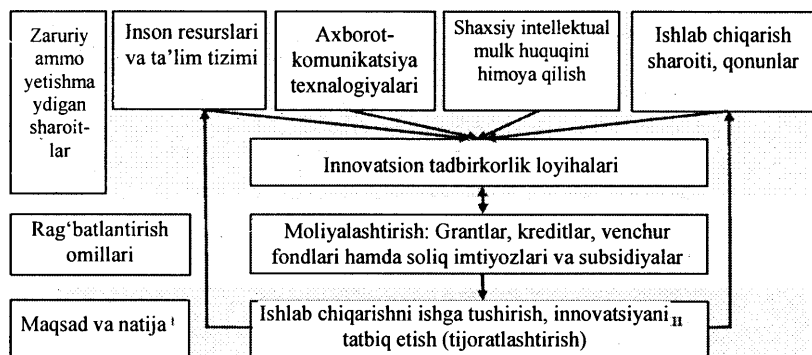 Zaruriy
ammo
yetishma
ydigan
sharoit-
lar
Inson resurslari
va ta’lim tizimi
Axborot-
komunikatsiya
texnalogiyalari
Shaxsiy intellektual
mulk huquqini
himoya qilish
Ishlab chiqarish
sharoiti, qonunlar
Innovatsion tadbirkorlik loyihalari
Rag‘batlantirish
omillari
Moliyalashtirish: Grantlar, kreditlar, venchur
fondlari hamda soliq imtiyozlari va subsidiyalar
Maqsad va natija
Ishlab chiqarishni ishga tushirish, innovatsiyani
tatbiq etish (tijoratlashtirish)